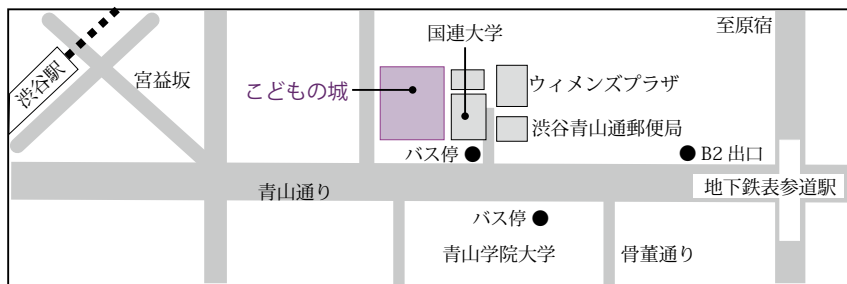 国連大学
至原宿
渋谷駅
宮益坂
こどもの城
ウィメンズプラザ
渋谷青山通郵便局
バス停
B2 出口
青山通り
地下鉄表参道駅
バス停
青山学院大学
骨董通り